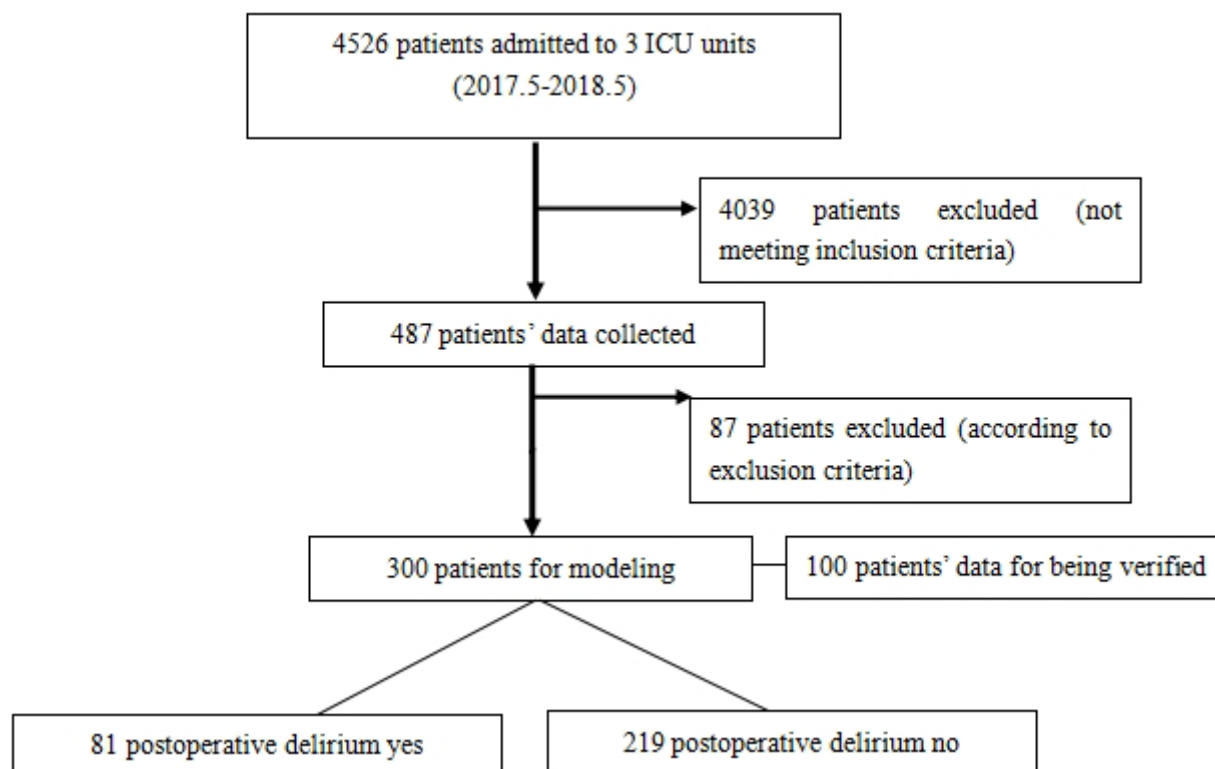 4526 patients admitted to 3 ICU units
(2017.5-2018.5)
4039 patients excluded (not
meeting inclusion criteria)
487 patients’ data collected
87 patients excluded (according to
exclusion criteria)
300 patients for modeling
100 patients’ data for being verified
81 postoperative delirium yes
219 postoperative delirium no